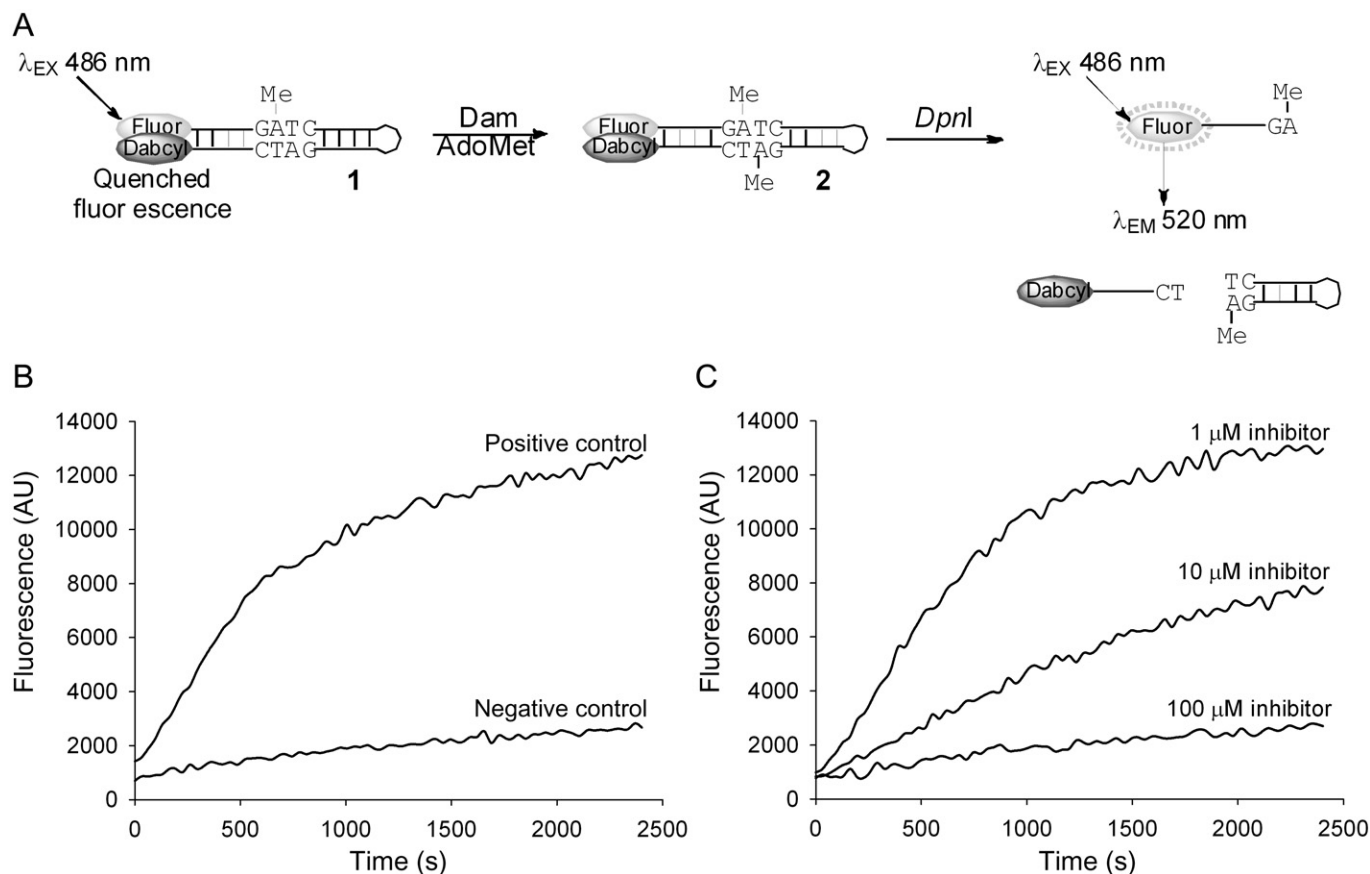 A
λEX 486 nm
Me
Fluor
Dabcyl
GATC
CTAG
Quenched
fluor escence
1
Dam
AdoMet
Me
Fluor
Dabcyl
GATC
CTAG
Me
2
DpnI
λEX 486 nm
Me
Fluor
GA
λEM 520 nm
Dabcyl
CT
TC
AG
Me
B
Fluorescence (AU)
14000
12000
10000
8000
6000
4000
2000
0
Positive control
Negative control
0 500 1000 1500 2000 2500
Time (s)
C
Fluorescence (AU)
14000
12000
10000
8000
6000
4000
2000
0
1 μM inhibitor
10 μM inhibitor
100 μM inhibitor
0 500 1000 1500 2000 2500
Time (s)